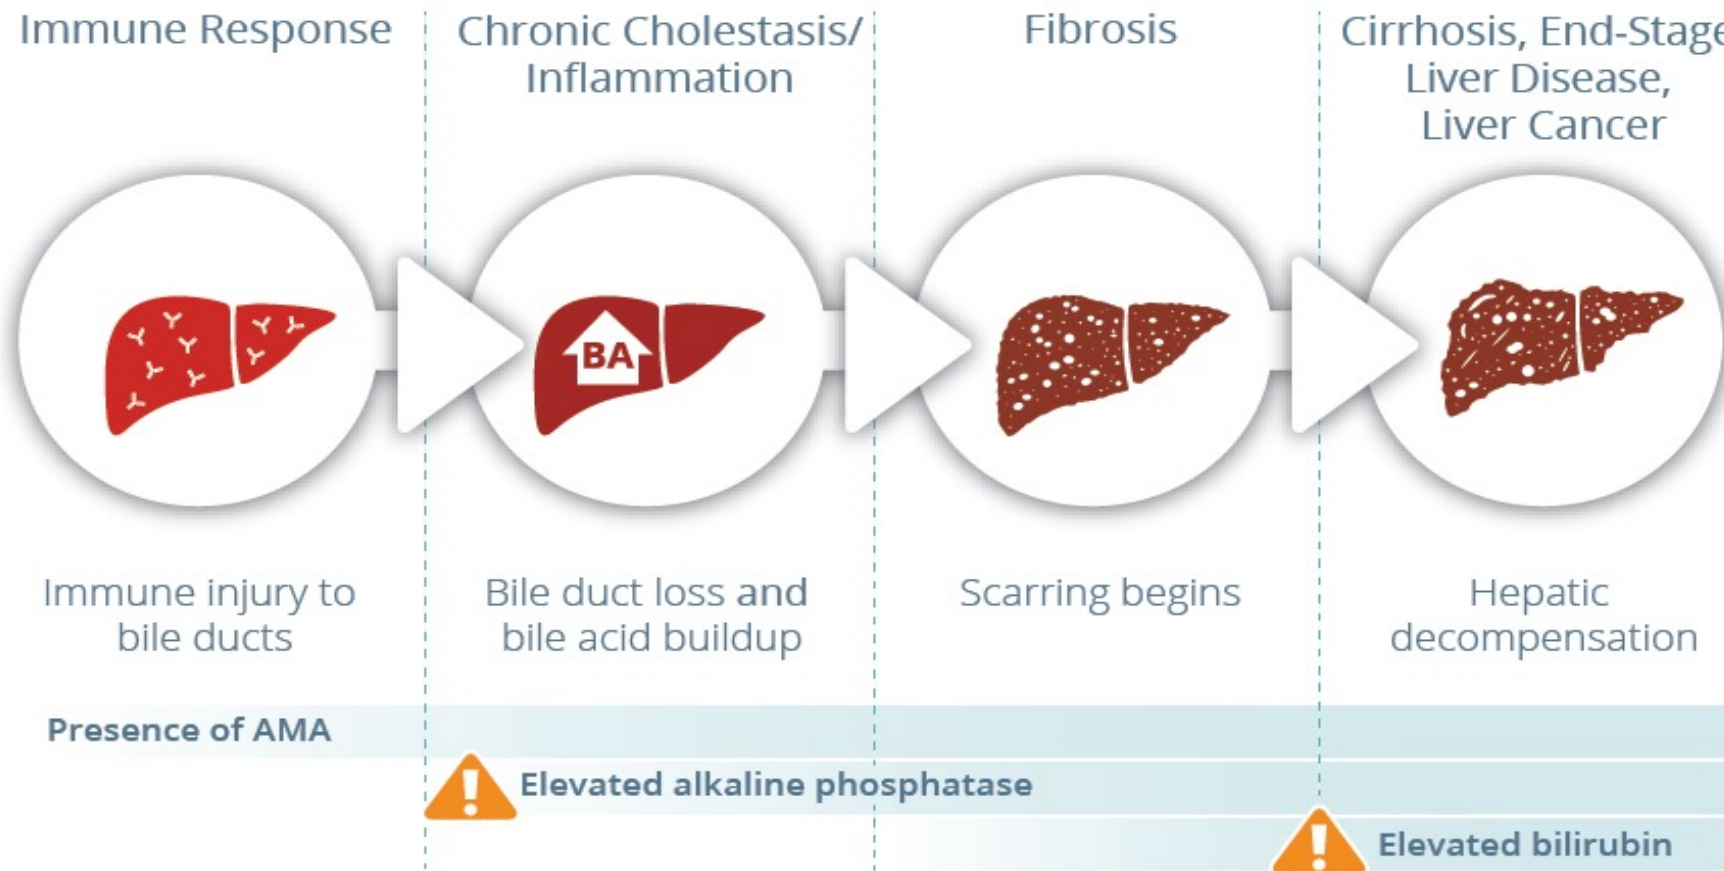 Immune Response
Chronic Cholestasis/
Inflammation
Fibrosis
Cirrhosis, End-Stage
Liver Disease,
Liver Cancer
BA
Immune injury to
bile ducts
Bile duct loss and
bile acid buildup
Scarring begins
Hepatic
decompensation
Presence of AMA
! Elevated alkaline phosphatase
! Elevated bilirubin